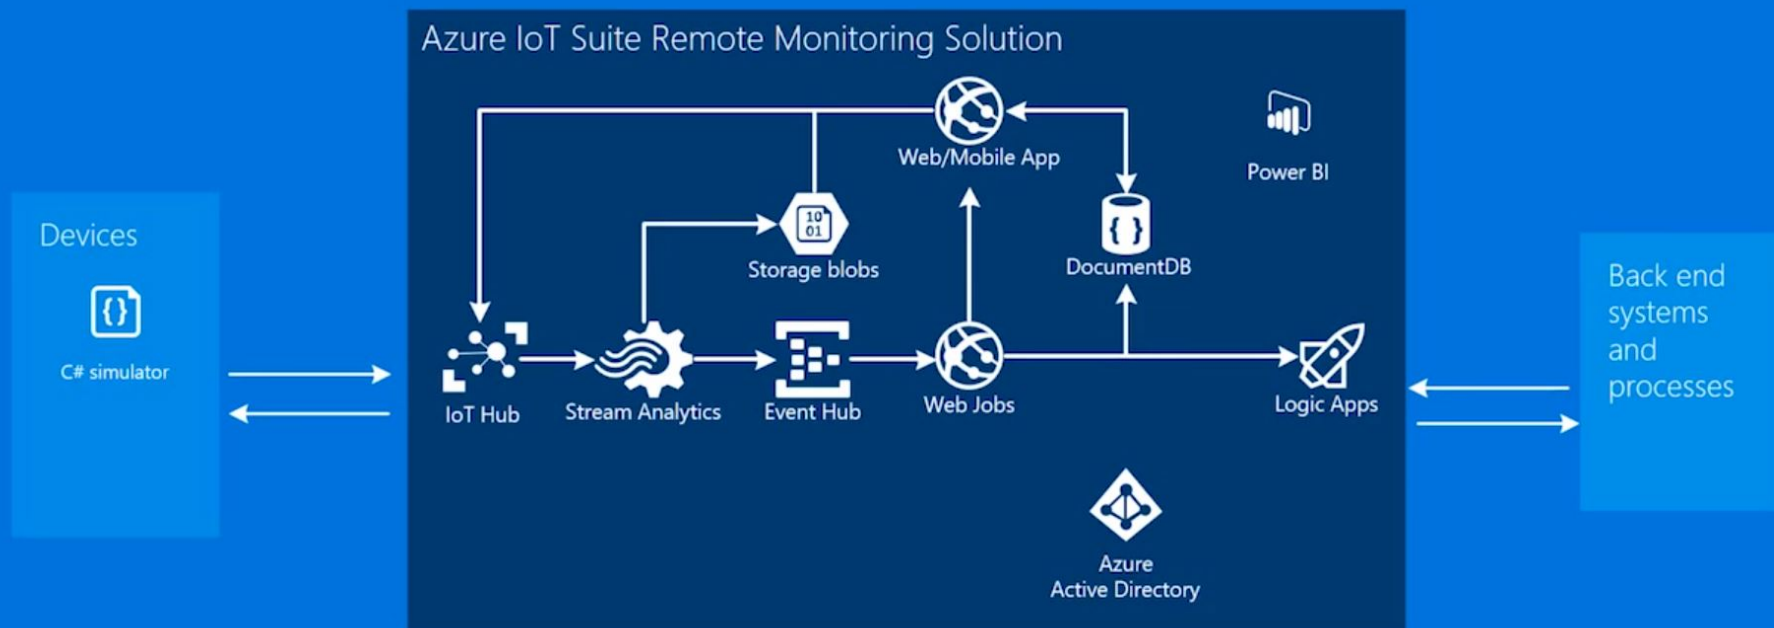 Azure IoT Suite Remote Monitoring Solution
Web/Mobile App
Power BI
Devices
10
01
Storage blobs
{ }
DocumentDB
Back end
systems
and
processes
{}
C# simulator
IoT Hub
Stream Analytics
Event Hub
Web Jobs
Logic Apps
Azure
Active Directory